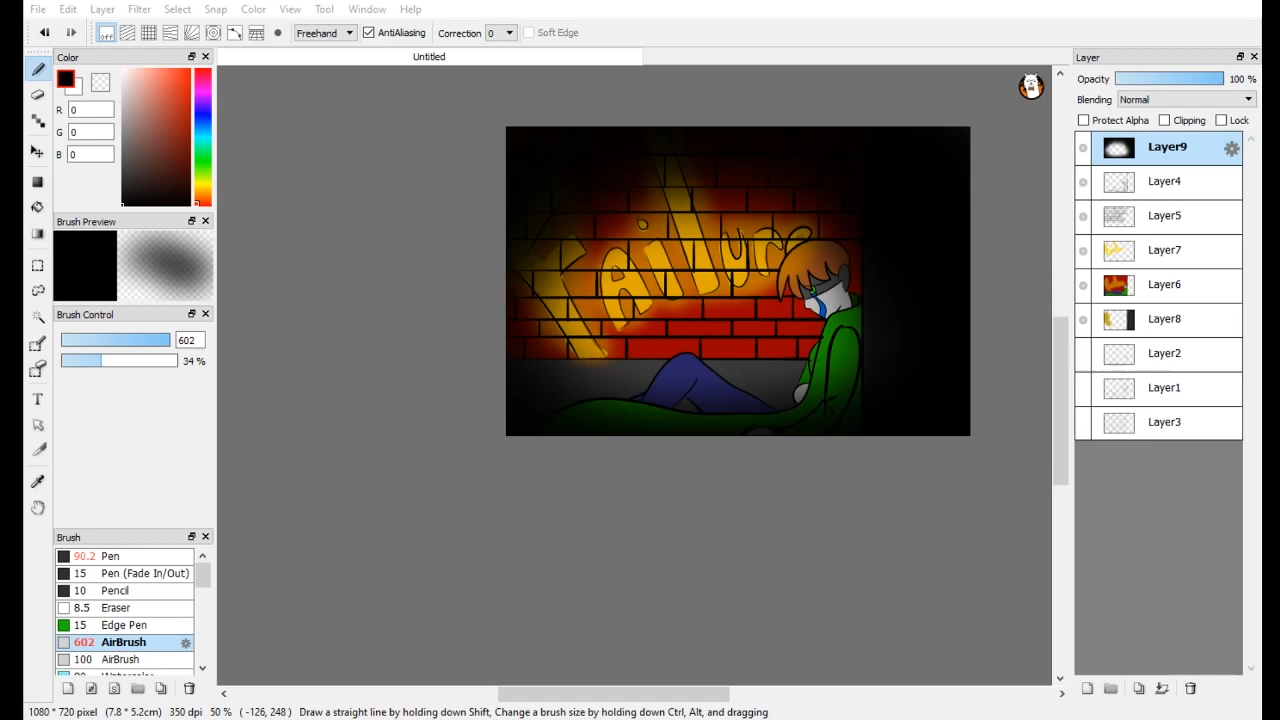 File Edit Layer Filter Select Snap Color View Tool Window Help
off Freehand AntiAliasing Correction 0 Soft Edge
Color
Untitled
Layer
R 0
G 0
B 0
Opacity 100 %
Blending Normal
Protect Alpha Clipping Lock
Layer9
Layer4
Layer5
Layer7
Layer6
Layer8
Layer2
Layer1
Layer3
Brush Preview
Brush Control
602
34 %
T
failure
Brush
90.2 Pen
15 Pen (Fade In/Out)
10 Pencil
8.5 Eraser
15 Edge Pen
602 AirBrush
100 AirBrush
1080 * 720 pixel (7.8 * 5.2cm) 350 dpi 50 % ( -126, 248 ) Draw a straight line by holding down Shift, Change a brush size by holding down Ctrl, Alt, and dragging